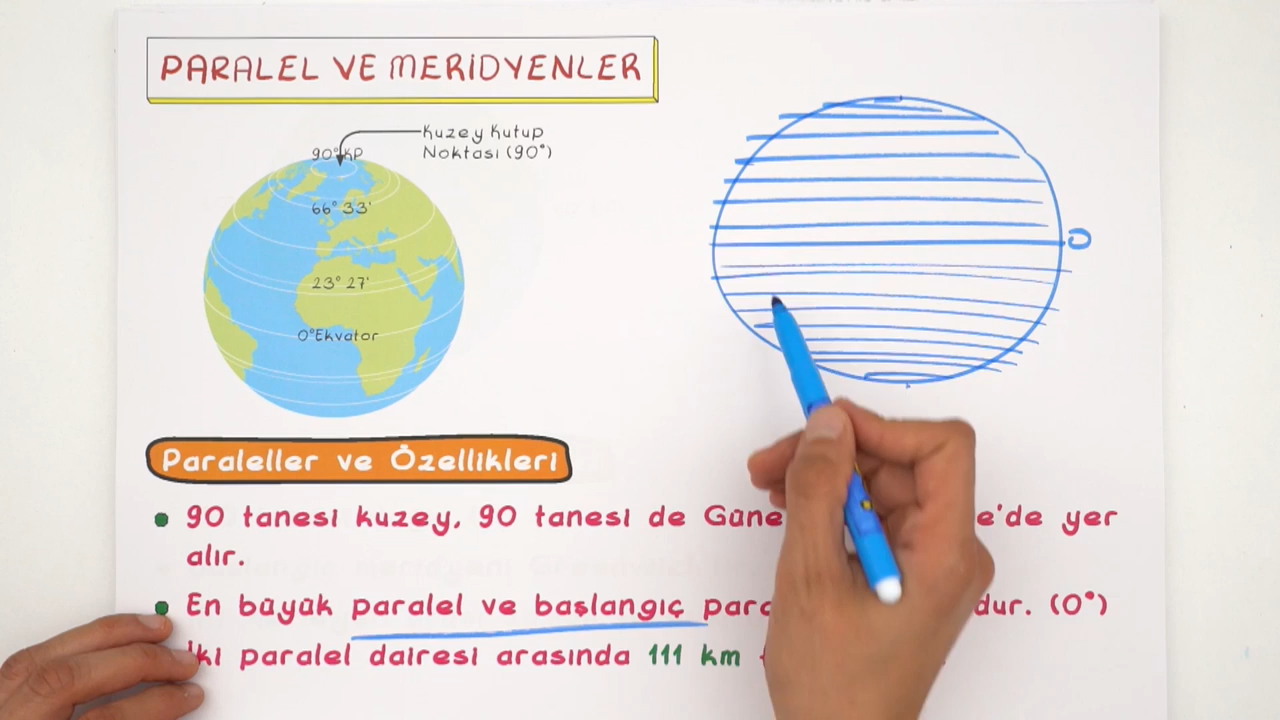 PARALEL VE MERİDYENLER
Kuzey Kutup
Noktası (90°)
90° KP
66° 33'
23° 27'
0° Ekvator
0
Paraleller ve Özellikleri
90 tanesi kuzey, 90 tanesi de Güne e'de yer
alır.
En büyük paralel ve başlangıç para dur. (0°)
İki paralel dairesi arasında 111 km